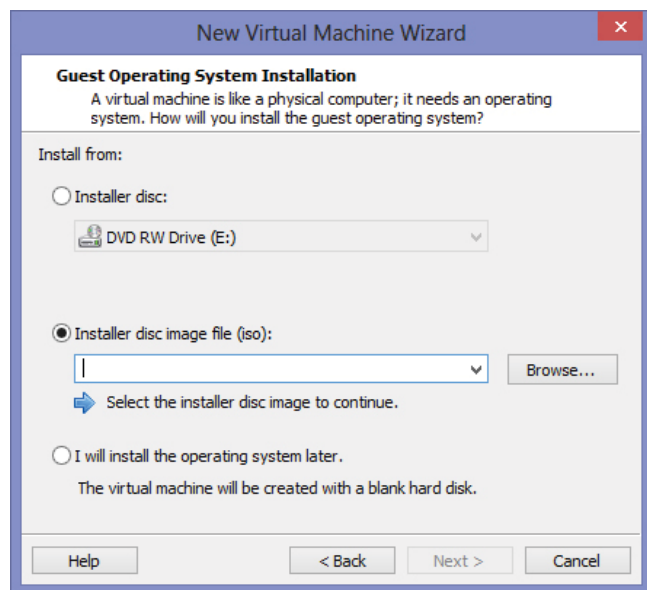 New Virtual Machine Wizard
Guest Operating System Installation
A virtual machine is like a physical computer; it needs an operating
system. How will you install the guest operating system?
Install from:
Installer disc:
DVD RW Drive (E:)
Installer disc image file (iso):
Browse...
Select the installer disc image to continue.
I will install the operating system later.
The virtual machine will be created with a blank hard disk.
Help < Back Next > Cancel